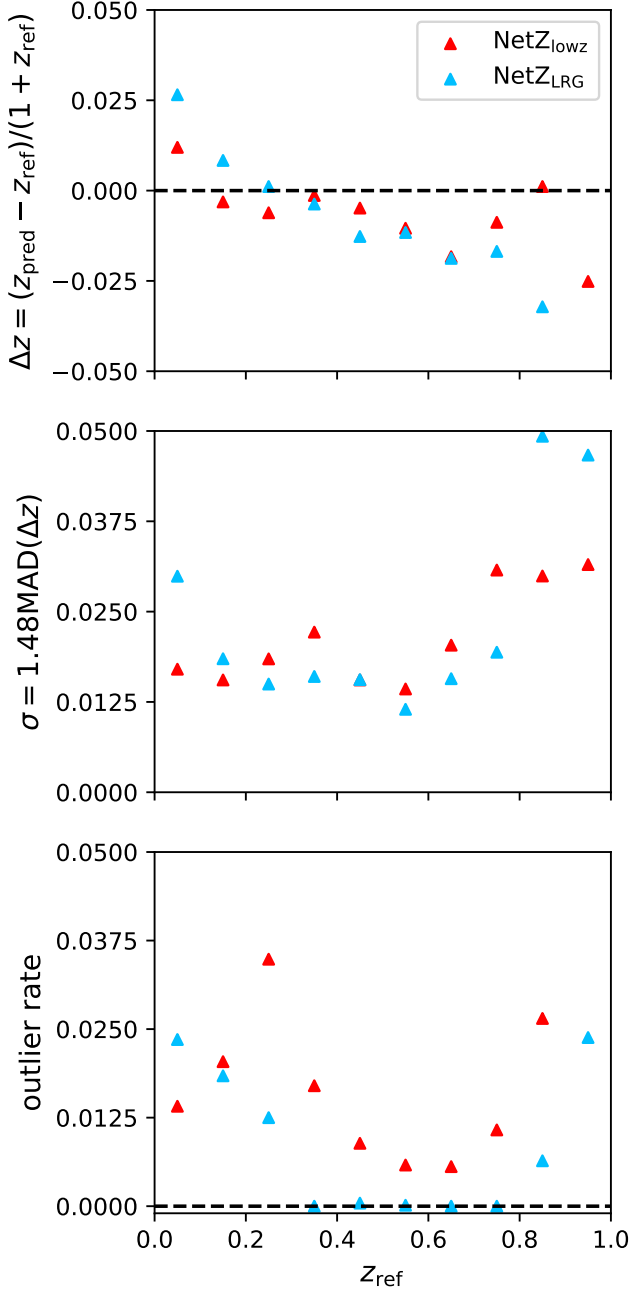 Δz = (z_pred − z_ref)/(1 + z_ref)
0.050
0.025
0.000
−0.025
−0.050
NetZ_lowz
NetZ_LRG
σ = 1.48MAD(Δz)
0.0500
0.0375
0.0250
0.0125
0.0000
outlier rate
0.0500
0.0375
0.0250
0.0125
0.0000
0.0 0.2 0.4 0.6 0.8 1.0
z_ref